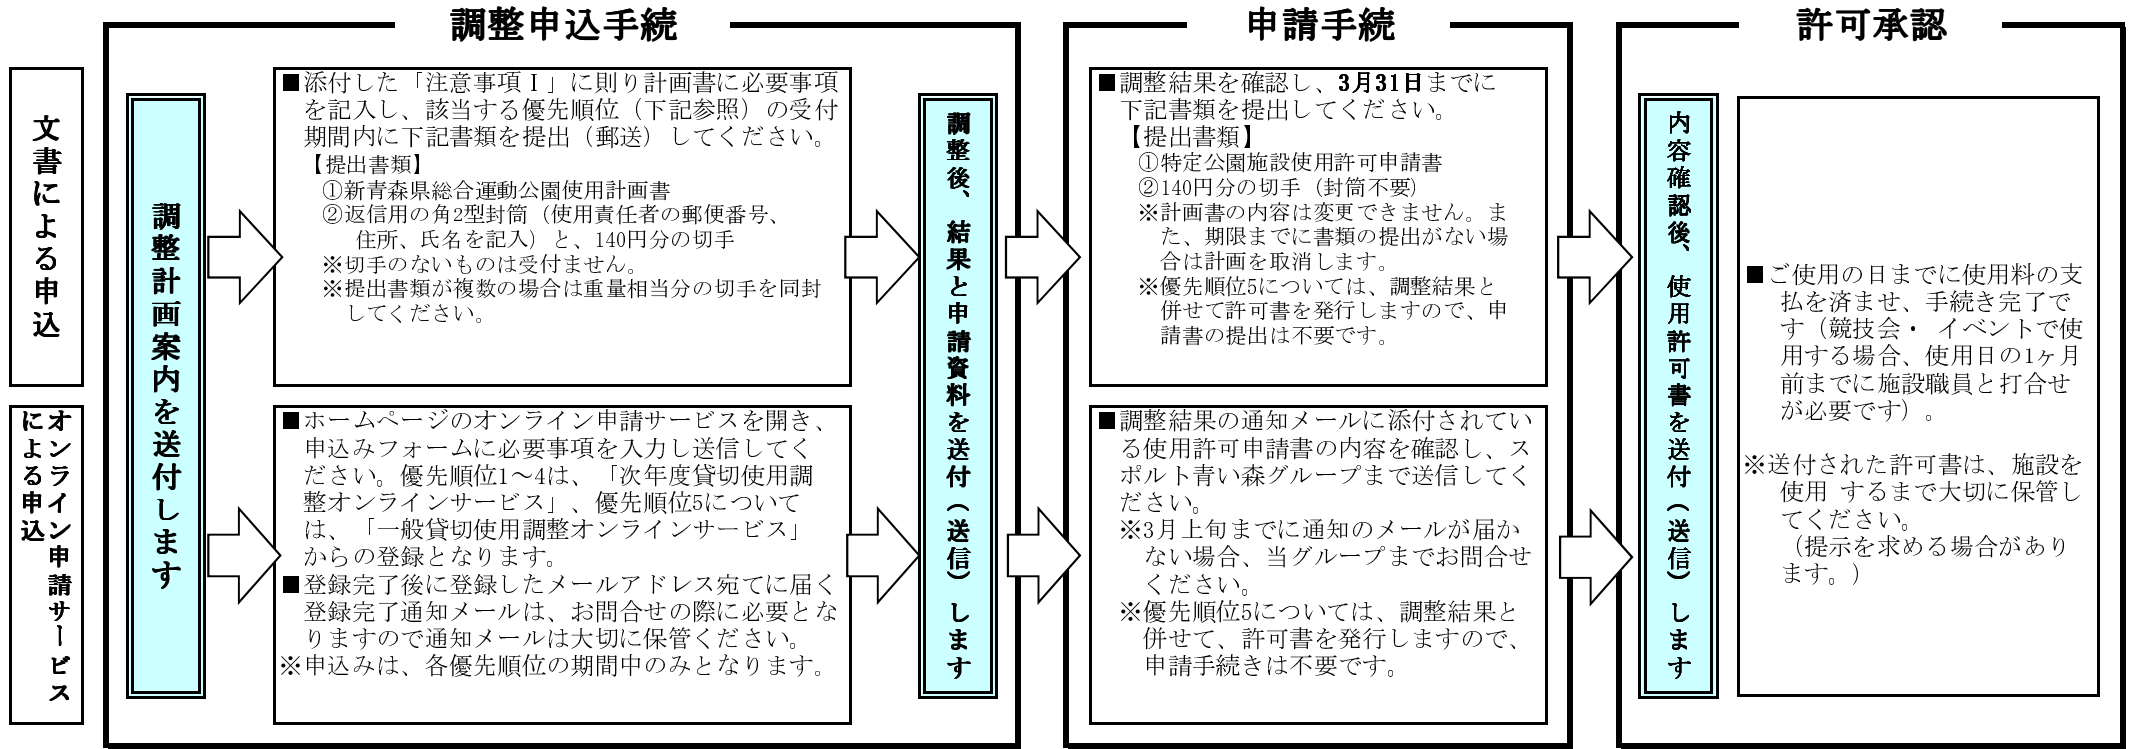 調整申込手続
申請手続
許可承認
文書による申込
オンライン申請サービス
による申込
調整計画案内を送付します
■添付した「注意事項Ⅰ」に則り計画書に必要事項
を記入し、該当する優先順位（下記参照）の受付
期間内に下記書類を提出（郵送）してください。
【提出書類】
①新青森県総合運動公園使用計画書
②返信用の角2型封筒（使用責任者の郵便番号、
住所、氏名を記入）と、140円分の切手
※切手のないものは受付ません。
※提出書類が複数の場合は重量相当分の切手を同封
してください。
■ホームページのオンライン申請サービスを開き、
申込みフォームに必要事項を入力し送信してく
ださい。優先順位1～4は、「次年度貸切使用調
整オンラインサービス」、優先順位5について
は、「一般貸切使用調整オンラインサービス」
からの登録となります。
■登録完了後に登録したメールアドレス宛てに届く
登録完了通知メールは、お問合せの際に必要とな
りますので通知メールは大切に保管ください。
※申込みは、各優先順位の期間中のみとなります。
調整後、結果と申請資料を送付（送信）します
■調整結果を確認し、3月31日までに
下記書類を提出してください。
【提出書類】
①特定公園施設使用許可申請書
②140円分の切手（封筒不要）
※計画書の内容は変更できません。ま
た、期限までに書類の提出がない場
合は計画を取消します。
※優先順位5については、調整結果と
併せて許可書を発行しますので、申
請書の提出は不要です。
■調整結果の通知メールに添付されてい
る使用許可申請書の内容を確認し、ス
ポルト青い森グループまで送信してく
ださい。
※3月上旬までに通知のメールが届か
ない場合、当グループまでお問合せ
ください。
※優先順位5については、調整結果と
併せて、許可書を発行しますので、
申請手続きは不要です。
内容確認後、使用許可書を送付（送信）します
■ご使用の日までに使用料の支
払を済ませ、手続き完了で
す（競技会・ イベントで使
用する場合、使用日の1ヶ月
前までに施設職員と打合せ
が必要です）。
※送付された許可書は、施設を
使用 するまで大切に保管し
てください。
（提示を求める場合があり
ます。）